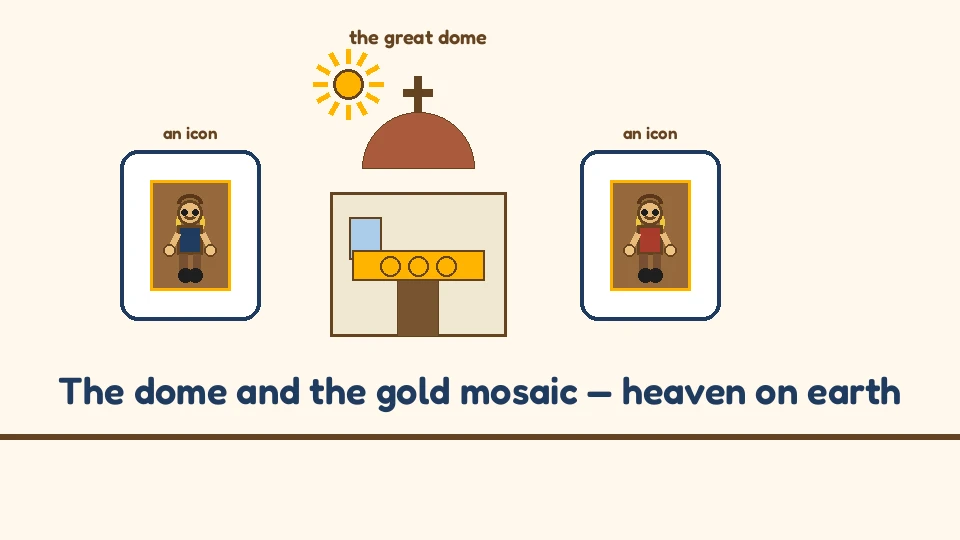 the great dome
an icon
an icon
The dome and the gold mosaic — heaven on earth